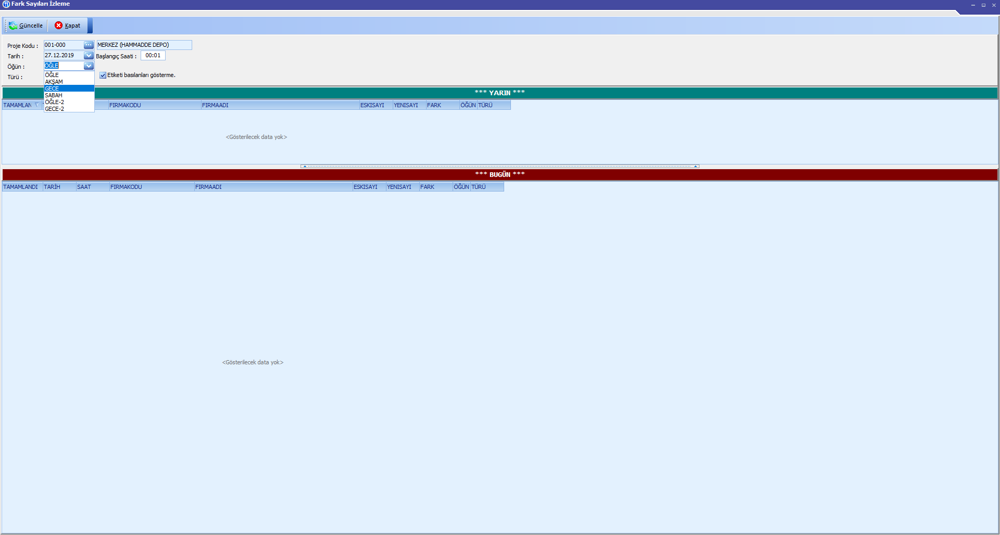 Fark Sayıları İzleme
Güncelle Kapat
Proje Kodu : 001-000 MERKEZ (HAMMADDE DEPO)
Tarih : 27.12.2019 Başlangıç Saati : 00:01
Öğün : ÖĞLE
Türü : Etiketi basılanları gösterme.
ÖĞLE
AKŞAM
GECE
SABAH
ÖĞLE-2
GECE-2
*** YARIN ***
TAMAMLAN FIRMAKODU FIRMAADI ESKISAYI YENISAYI FARK ÖĞÜN TÜRÜ
<Gösterilecek data yok>
*** BUGÜN ***
TAMAMLANDI TARİH SAAT FIRMAKODU FIRMAADI ESKISAYI YENISAYI FARK ÖĞÜN TÜRÜ
<Gösterilecek data yok>